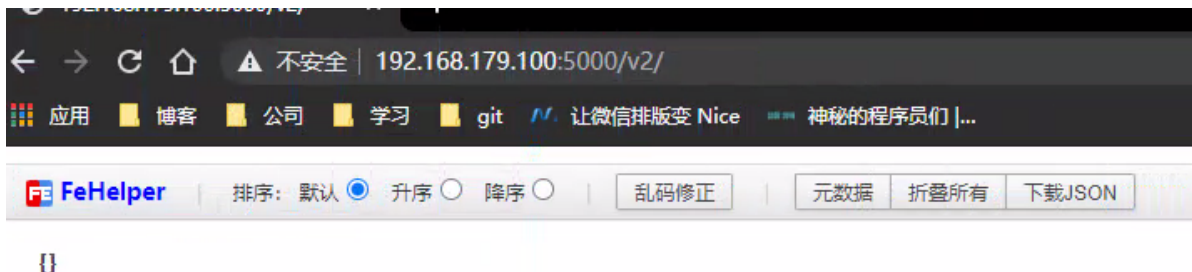 ← → C 不安全 | 192.168.179.100:5000/v2/
应用 博客 公司 学习 git 让微信排版变 Nice 神秘的程序员们 |...
FE FeHelper | 排序: 默认 升序 降序 | 乱码修正 | 元数据 折叠所有 下载JSON
{}